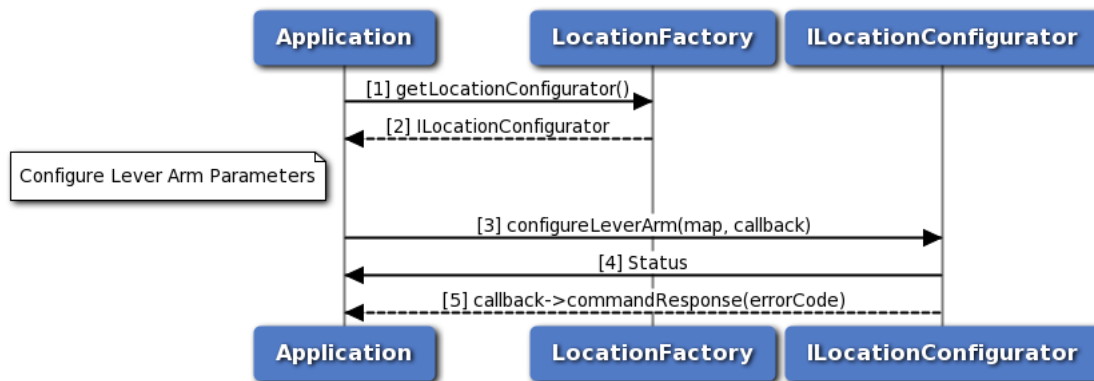 Application
LocationFactory
ILocationConfigurator
[1] getLocationConfigurator()
[2] ILocationConfigurator
Configure Lever Arm Parameters
[3] configureLeverArm(map, callback)
[4] Status
[5] callback->commandResponse(errorCode)
Application
LocationFactory
ILocationConfigurator